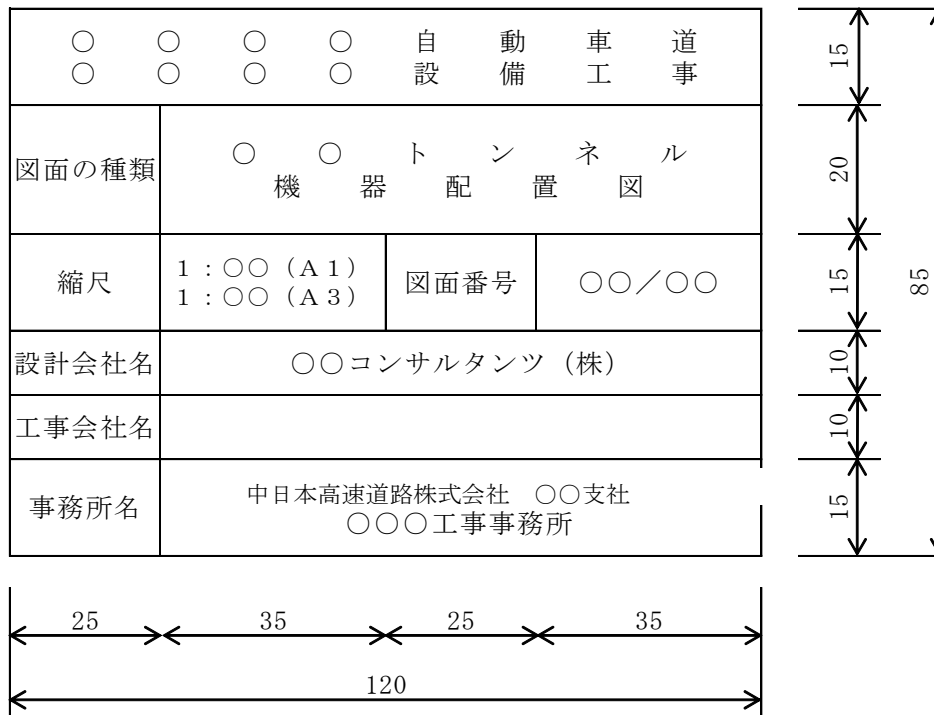 ○ ○ ○ ○ 自 動 車 道
○ ○ ○ ○ 設 備 工 事
図面の種類
○ ○ ト ン ネ ル
機 器 配 置 図
縮尺
1:○○(A1)
1:○○(A3)
図面番号
○○/○○
設計会社名
○○コンサルタンツ(株)
工事会社名
事務所名
中日本高速道路株式会社 ○○支社
○○○工事事務所
15
20
15
10
10
15
85
25 35 25 35
120